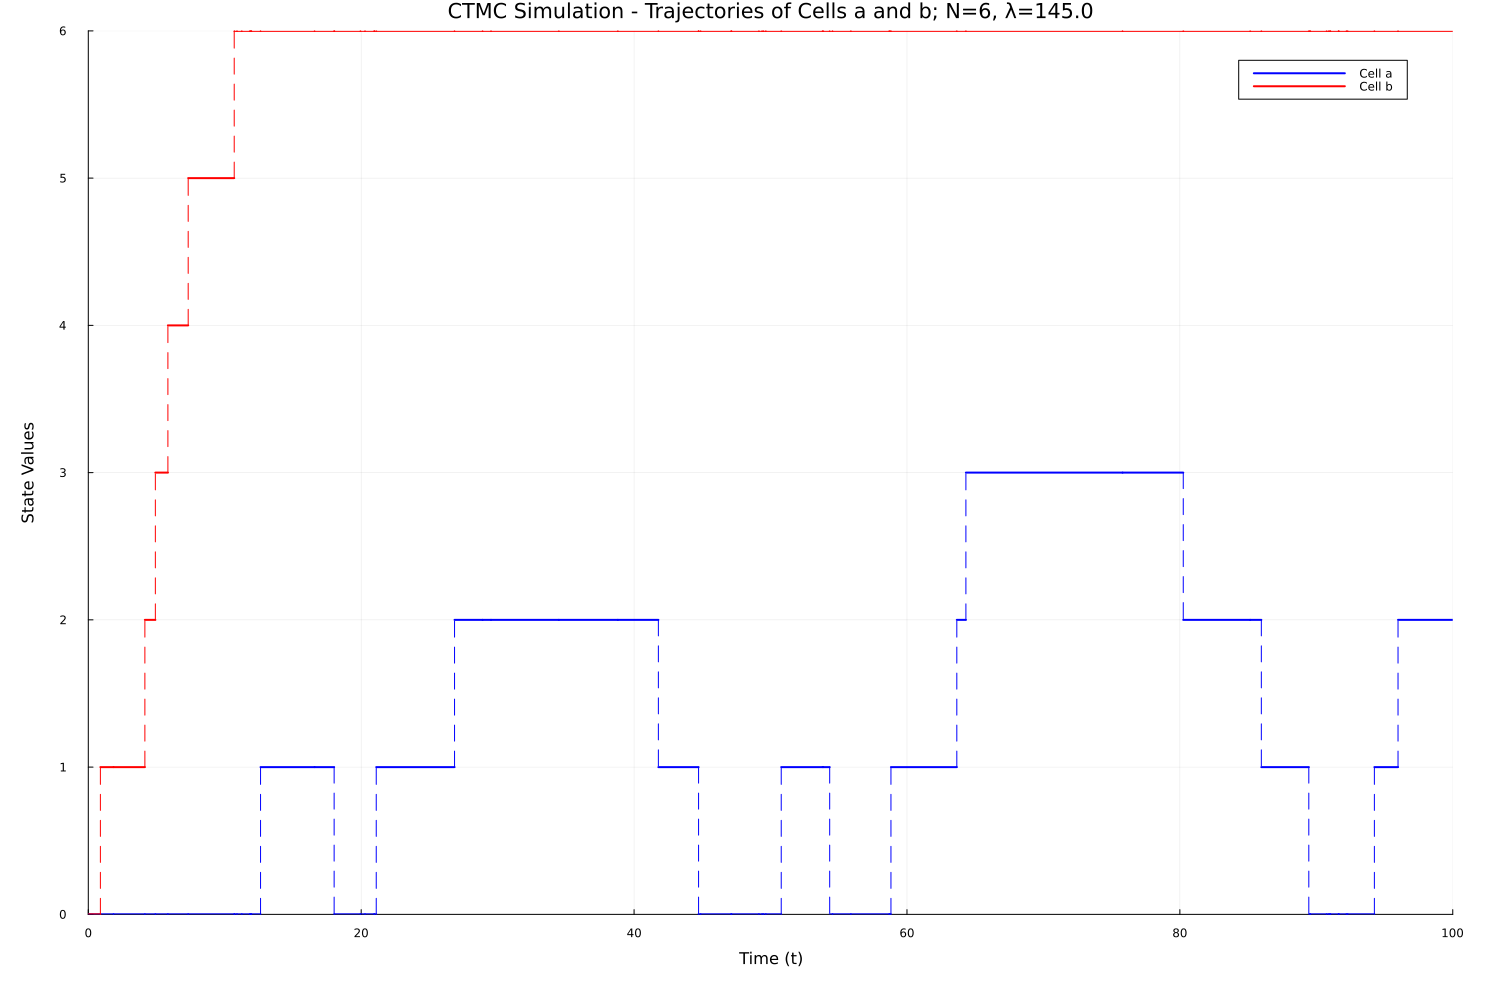 CTMC Simulation - Trajectories of Cells a and b; N=6, λ=145.0
6
Cell a
Cell b
5
4
3
2
1
0
State Values
0 20 40 60 80 100
Time (t)